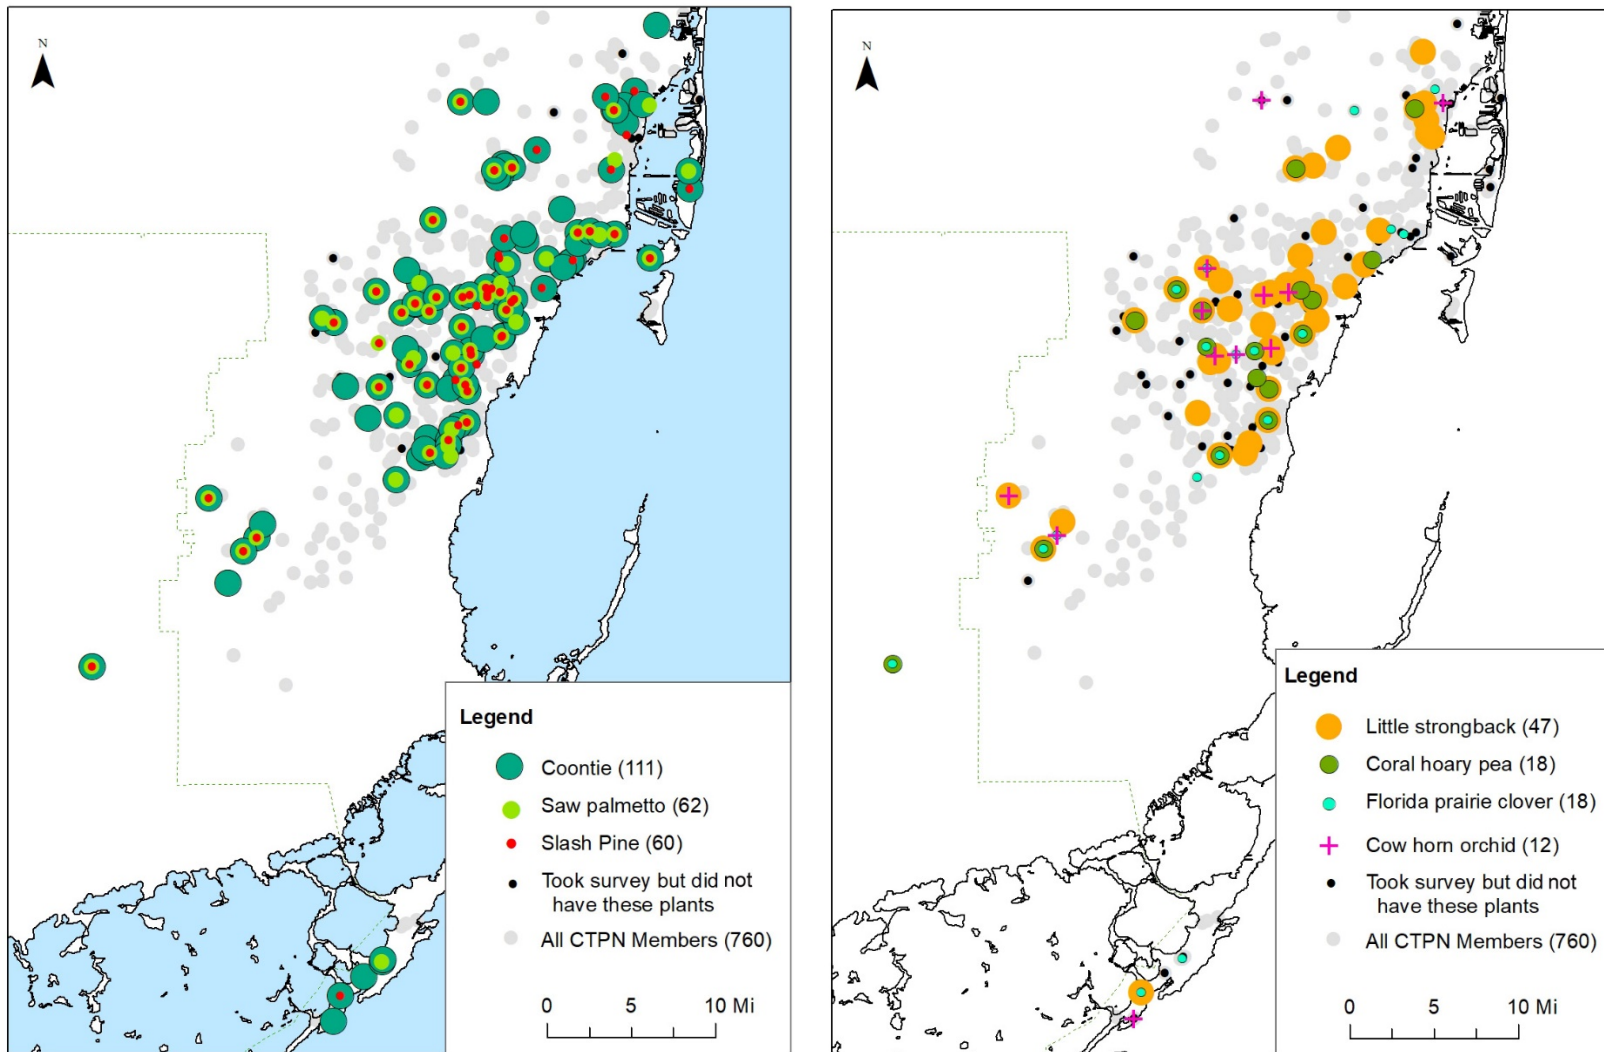 N
Legend
Coontie (111)
Saw palmetto (62)
Slash Pine (60)
Took survey but did not
have these plants
All CTPN Members (760)
0 5 10 Mi
N
Legend
Little strongback (47)
Coral hoary pea (18)
Florida prairie clover (18)
Cow horn orchid (12)
Took survey but did not
have these plants
All CTPN Members (760)
0 5 10 Mi